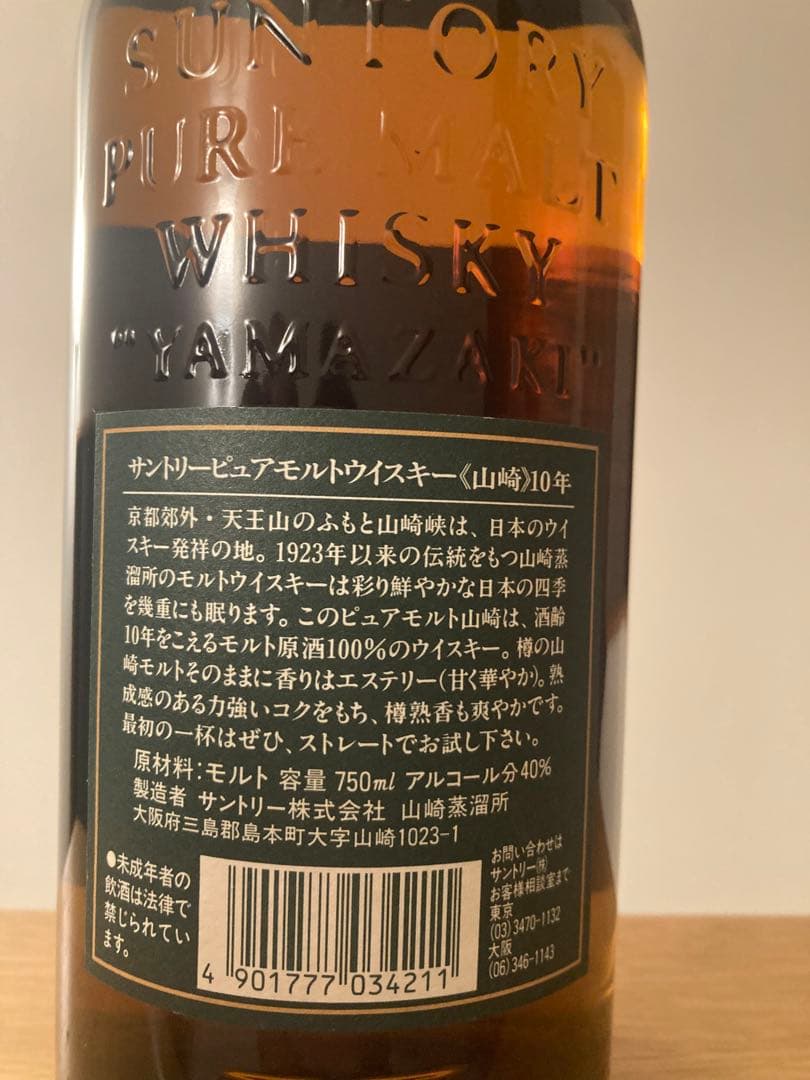 SUNTORY
PURE MALT
WHISKY
"YAMAZAKI"
サントリーピュアモルトウイスキー《山崎》10年
京都郊外・天王山のふもと山崎峡は、日本のウイ
スキー発祥の地。1923年以来の伝統をもつ山崎蒸
溜所のモルトウイスキーは彩り鮮やかな日本の四季
を幾重にも眠ります。このピュアモルト山崎は、酒齢
10年をこえるモルト原酒100%のウイスキー。樽の山
崎モルトそのままに香りはエステリー(甘く華やか)。熟
成感のある力強いコクをもち、樽熟香も爽やかです。
最初の一杯はぜひ、ストレートでお試し下さい。
原材料:モルト 容量 750ml アルコール分40%
製造者 サントリー株式会社 山崎蒸溜所
大阪府三島郡島本町大字山崎1023-1
●未成年者の
飲酒は法律で
禁じられてい
ます。
4 901777 034211
お問い合わせは
サントリー㈱
お客様相談室まで
東京
(03)3470-1132
大阪
(06)346-1143